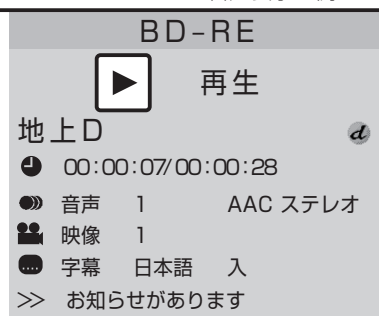 BD-RE
再生
地上D d
00:00:07/00:00:28
音声 1 AAC ステレオ
映像 1
字幕 日本語 入
>> お知らせがあります